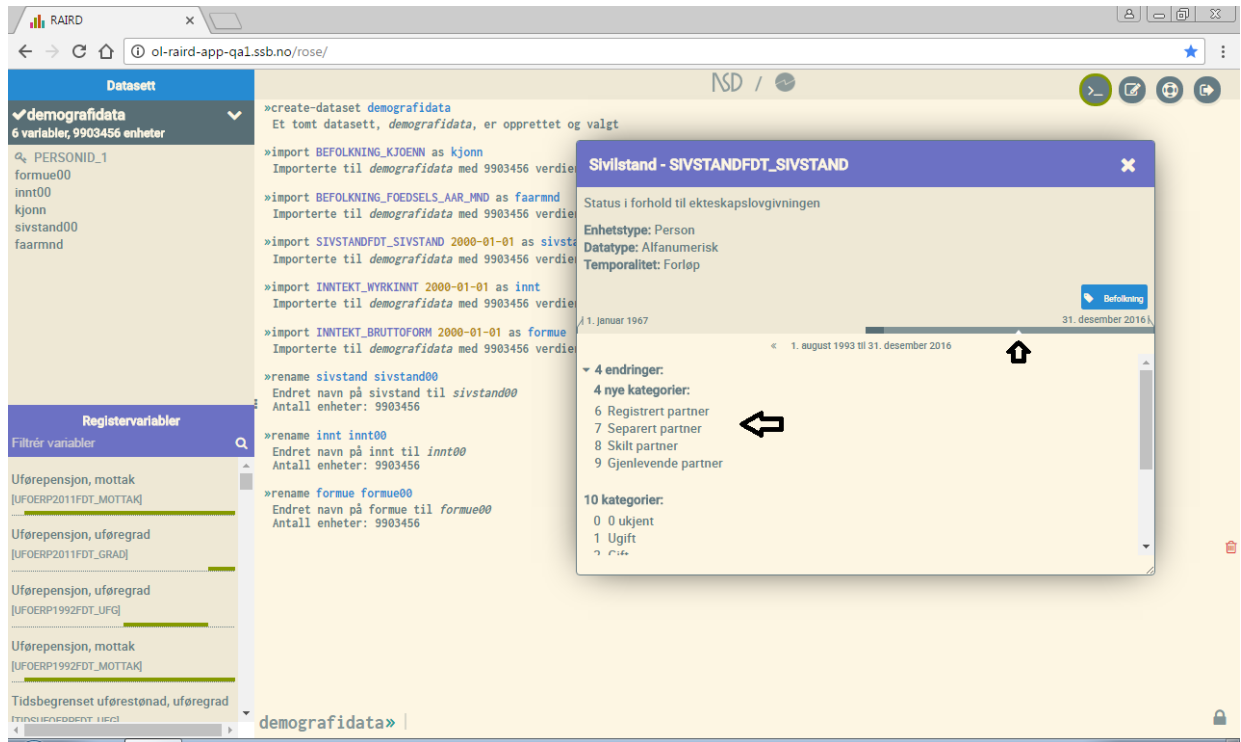 RAIRD
ol-raird-app-qa1.ssb.no/rose/
Datasett
demografidata
6 variabler, 9903456 enheter
PERSONID_1
formue00
innt00
kjonn
sivstand00
faarmnd
Registervariabler
Filtrér variabler
Uførepensjon, mottak
[UFOERP2011FDT_MOTTAK]
Uførepensjon, uføregrad
[UFOERP2011FDT_GRAD]
Uførepensjon, uføregrad
[UFOERP1992FDT_UFG]
Uførepensjon, mottak
[UFOERP1992FDT_MOTTAK]
Tidsbegrenset uførestønad, uføregrad
NSD /
»create-dataset demografidata
Et tomt datasett, demografidata, er opprettet og valgt
»import BEFOLKNING_KJOENN as kjonn
Importerte til demografidata med 9903456 verdier
»import BEFOLKNING_FOEDSELS_AAR_MND as faarmnd
Importerte til demografidata med 9903456 verdier
»import SIVSTANDFDT_SIVSTAND 2000-01-01 as sivsta
Importerte til demografidata med 9903456 verdier
»import INNTEKT_WYRKINNT 2000-01-01 as innt
Importerte til demografidata med 9903456 verdier
»import INNTEKT_BRUTTOFORM 2000-01-01 as formue
Importerte til demografidata med 9903456 verdier
»rename sivstand sivstand00
Endret navn på sivstand til sivstand00
Antall enheter: 9903456
»rename innt innt00
Endret navn på innt til innt00
Antall enheter: 9903456
»rename formue formue00
Endret navn på formue til formue00
Antall enheter: 9903456
demografidata»
Sivilstand - SIVSTANDFDT_SIVSTAND
Status i forhold til ekteskapslovgivningen
Enhetstype: Person
Datatype: Alfanumerisk
Temporalitet: Forløp
Befolkning
1. januar 1967
31. desember 2016
« 1. august 1993 til 31. desember 2016
4 endringer:
4 nye kategorier:
6 Registrert partner
7 Separert partner
8 Skilt partner
9 Gjenlevende partner
10 kategorier:
0 0 ukjent
1 Ugift
2 Gift